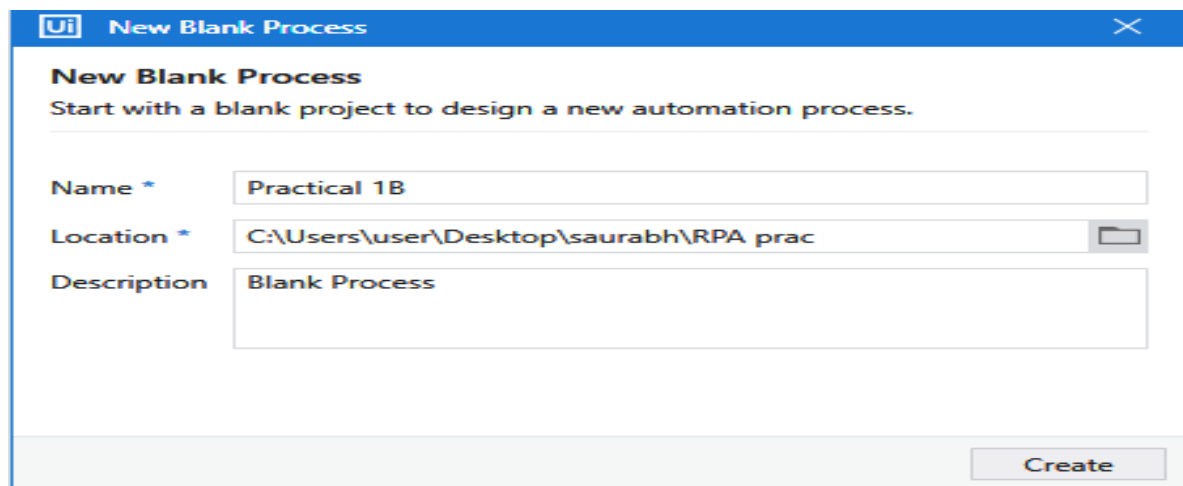 Ui New Blank Process
New Blank Process
Start with a blank project to design a new automation process.
Name * Practical 1B
Location * C:\Users\user\Desktop\saurabh\RPA prac
Description Blank Process
Create